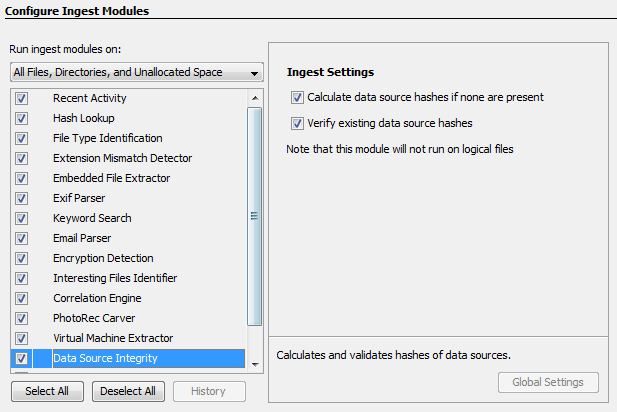 Configure Ingest Modules
Run ingest modules on:
All Files, Directories, and Unallocated Space
Recent Activity
Hash Lookup
File Type Identification
Extension Mismatch Detector
Embedded File Extractor
Exif Parser
Keyword Search
Email Parser
Encryption Detection
Interesting Files Identifier
Correlation Engine
PhotoRec Carver
Virtual Machine Extractor
Data Source Integrity
Select All
Deselect All
History
Ingest Settings
Calculate data source hashes if none are present
Verify existing data source hashes
Note that this module will not run on logical files
Calculates and validates hashes of data sources.
Global Settings